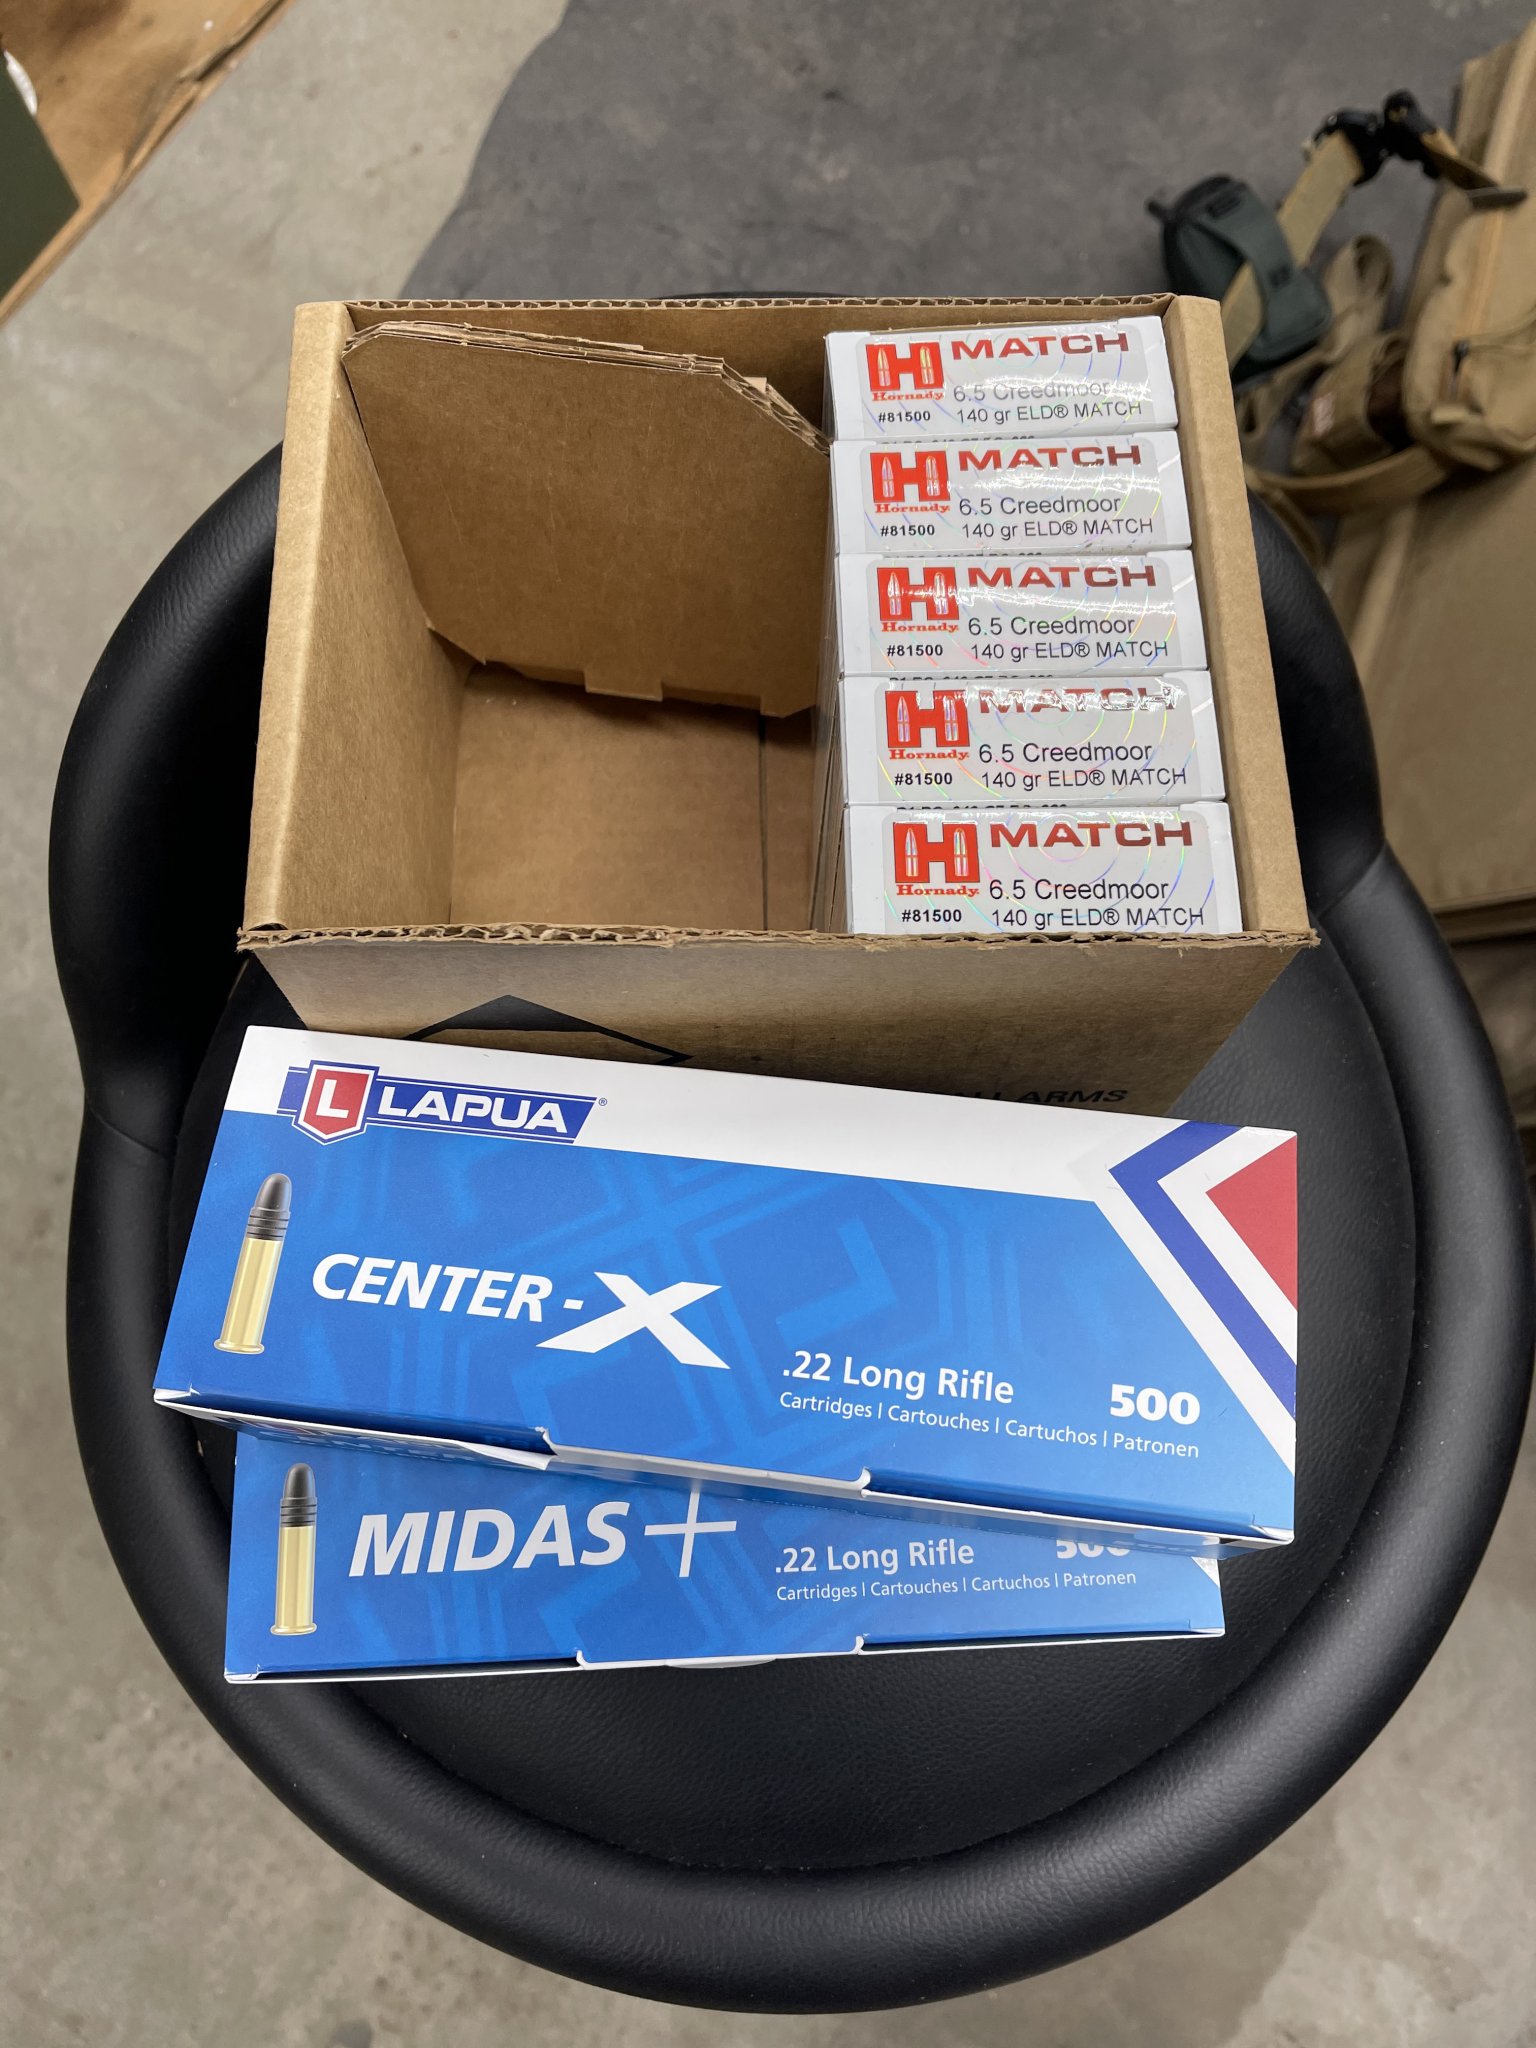 MATCH
Hornady
6.5 Creedmoor
#81500
140 gr ELD® MATCH
MATCH
Hornady
6.5 Creedmoor
#81500
140 gr ELD® MATCH
MATCH
Hornady
6.5 Creedmoor
#81500
140 gr ELD® MATCH
MATCH
Hornady
6.5 Creedmoor
#81500
140 gr ELD® MATCH
MATCH
Hornady
6.5 Creedmoor
#81500
140 gr ELD® MATCH
ARMS
L LAPUA®
CENTER-X
.22 Long Rifle
500
Cartridges | Cartouches | Cartuchos | Patronen
MIDAS+
.22 Long Rifle
500
Cartridges | Cartouches | Cartuchos | Patronen